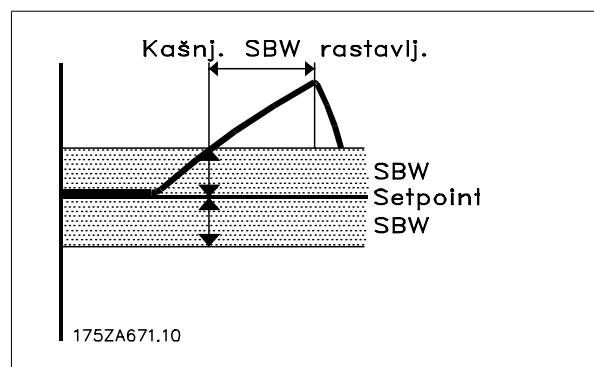 Kašnj. SBW rastavlj.
SBW
Setpoint
SBW
175ZA671.10